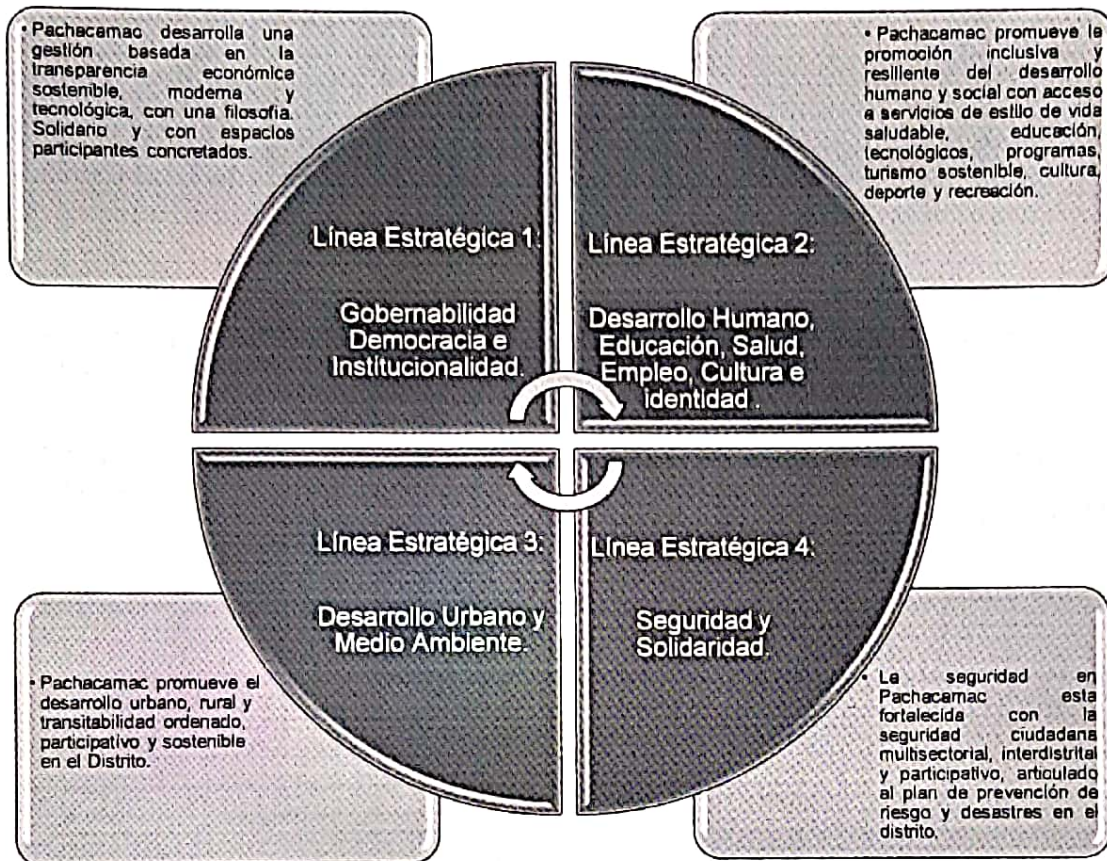 • Pachacamac desarrolla una
gestión basada en la
transparencia económica
sostenible, moderna y
tecnológica, con una filosofía.
Solidario y con espacios
participantes concretados.
• Pachacamac promueve la
promoción inclusiva y
resiliente del desarrollo
humano y social con acceso
a servicios de estilo de vida
saludable, educación,
tecnológicos, programas,
turismo sostenible, cultura,
deporte y recreación.
Línea Estratégica 1:
Gobernabilidad
Democracia e
Institucionalidad.
Línea Estratégica 2:
Desarrollo Humano,
Educación, Salud,
Empleo, Cultura e
identidad .
Línea Estratégica 3:
Desarrollo Urbano y
Medio Ambiente.
Línea Estratégica 4:
Seguridad y
Solidaridad.
• Pachacamac promueve el
desarrollo urbano, rural y
transitabilidad ordenado,
participativo y sostenible
en el Distrito.
• La seguridad en
Pachacamac esta
fortalecida con la
seguridad ciudadana
multisectorial, interdistrital
y participativo, articulado
al plan de prevención de
riesgo y desastres en el
distrito.